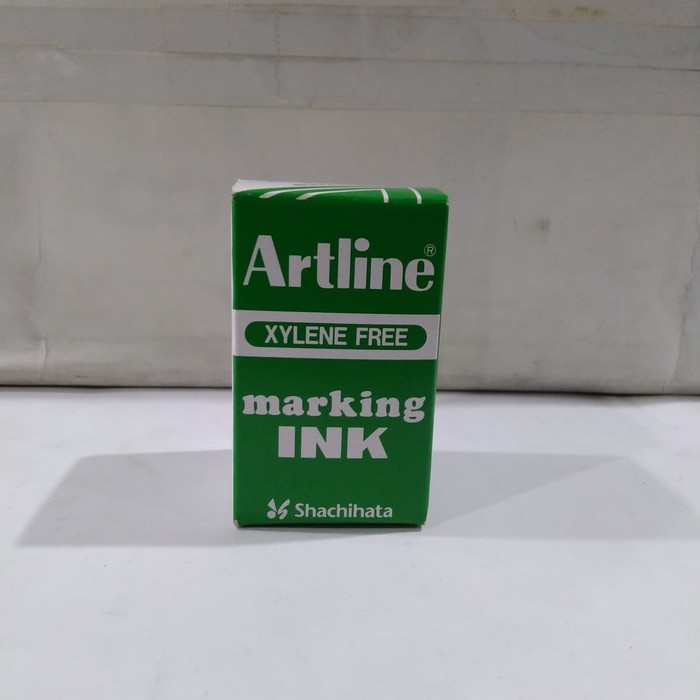 Artline®
XYLENE FREE
marking
INK
Shachihata